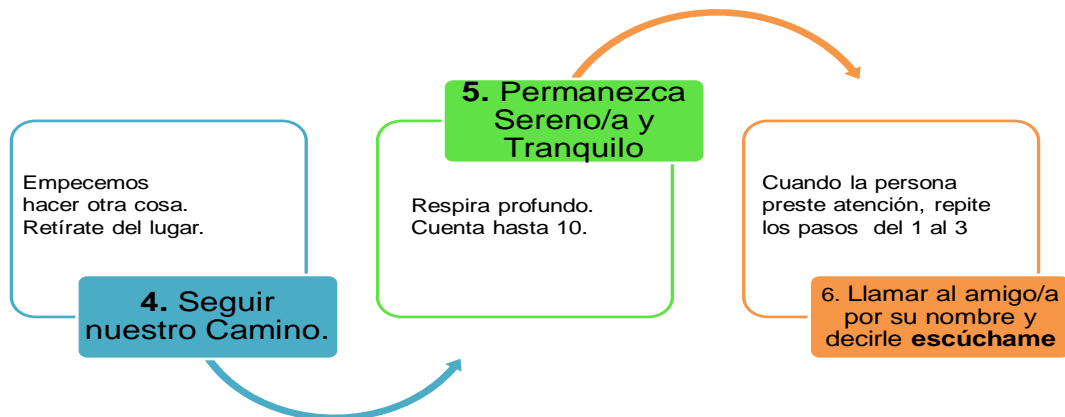 Empecemos
hacer otra cosa.
Retírate del lugar.
4. Seguir
nuestro Camino.
5. Permanezca
Sereno/a y
Tranquilo
Respira profundo.
Cuenta hasta 10.
Cuando la persona
preste atención, repite
los pasos del 1 al 3
6. Llamar al amigo/a
por su nombre y
decirle escúchame